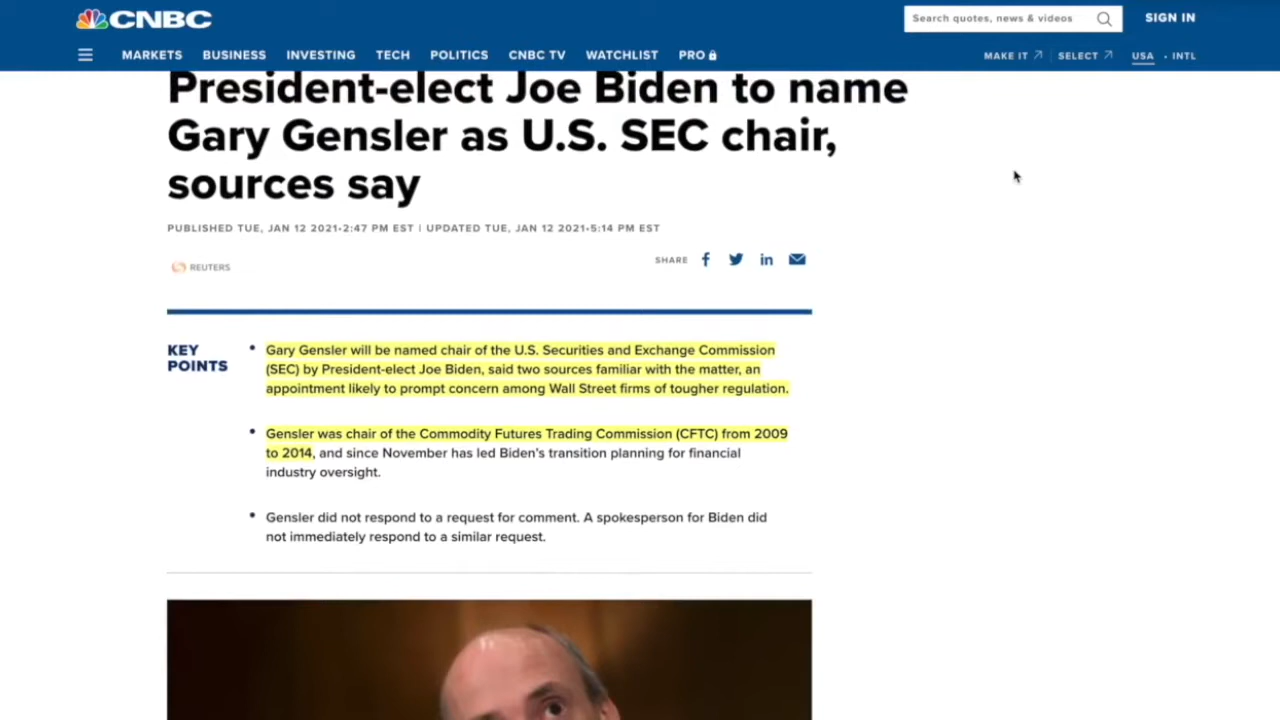 CNBC
Search quotes, news & videos
SIGN IN
MARKETS BUSINESS INVESTING TECH POLITICS CNBC TV WATCHLIST PRO
MAKE IT SELECT USA • INTL
President-elect Joe Biden to name
Gary Gensler as U.S. SEC chair,
sources say
PUBLISHED TUE, JAN 12 2021•2:47 PM EST | UPDATED TUE, JAN 12 2021•5:14 PM EST
SHARE
REUTERS
KEY
POINTS
• Gary Gensler will be named chair of the U.S. Securities and Exchange Commission
(SEC) by President-elect Joe Biden, said two sources familiar with the matter, an
appointment likely to prompt concern among Wall Street firms of tougher regulation.
• Gensler was chair of the Commodity Futures Trading Commission (CFTC) from 2009
to 2014, and since November has led Biden's transition planning for financial
industry oversight.
• Gensler did not respond to a request for comment. A spokesperson for Biden did
not immediately respond to a similar request.